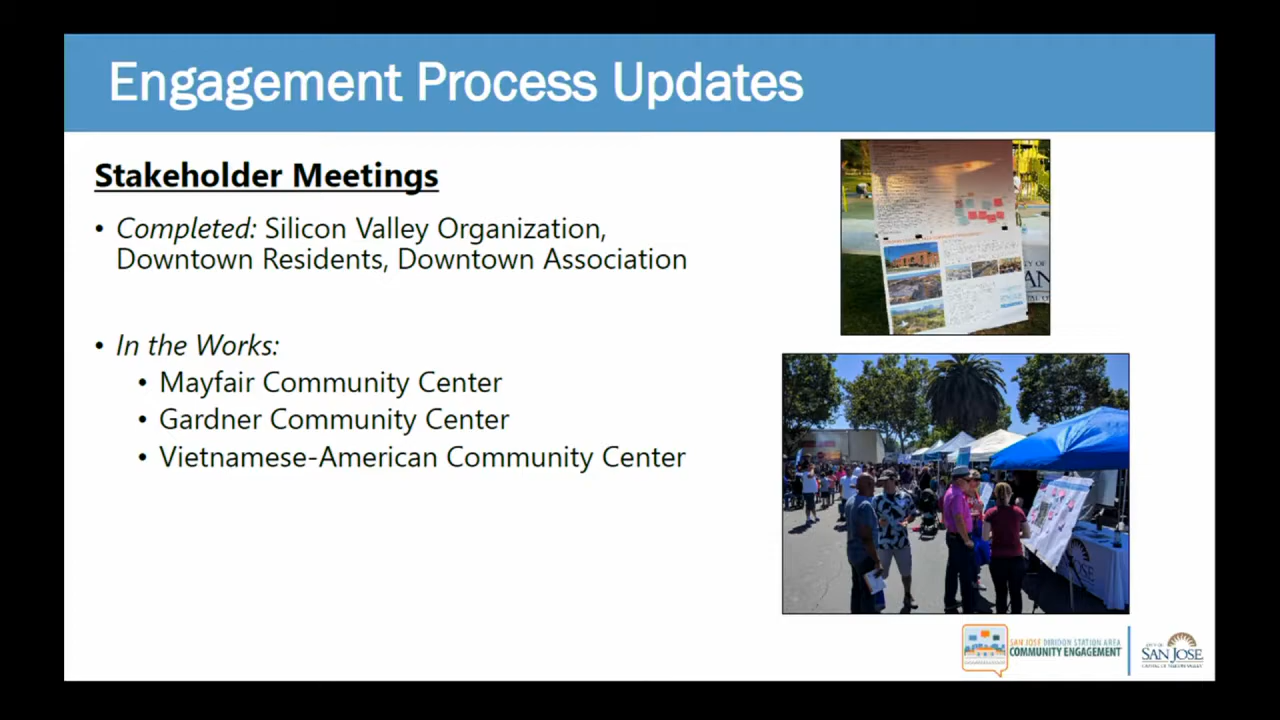 Engagement Process Updates
Stakeholder Meetings
• Completed: Silicon Valley Organization,
Downtown Residents, Downtown Association
• In the Works:
• Mayfair Community Center
• Gardner Community Center
• Vietnamese-American Community Center
SAN JOSE DIRIDON STATION AREA
COMMUNITY ENGAGEMENT
CITY OF
SAN JOSE
CAPITAL OF SILICON VALLEY